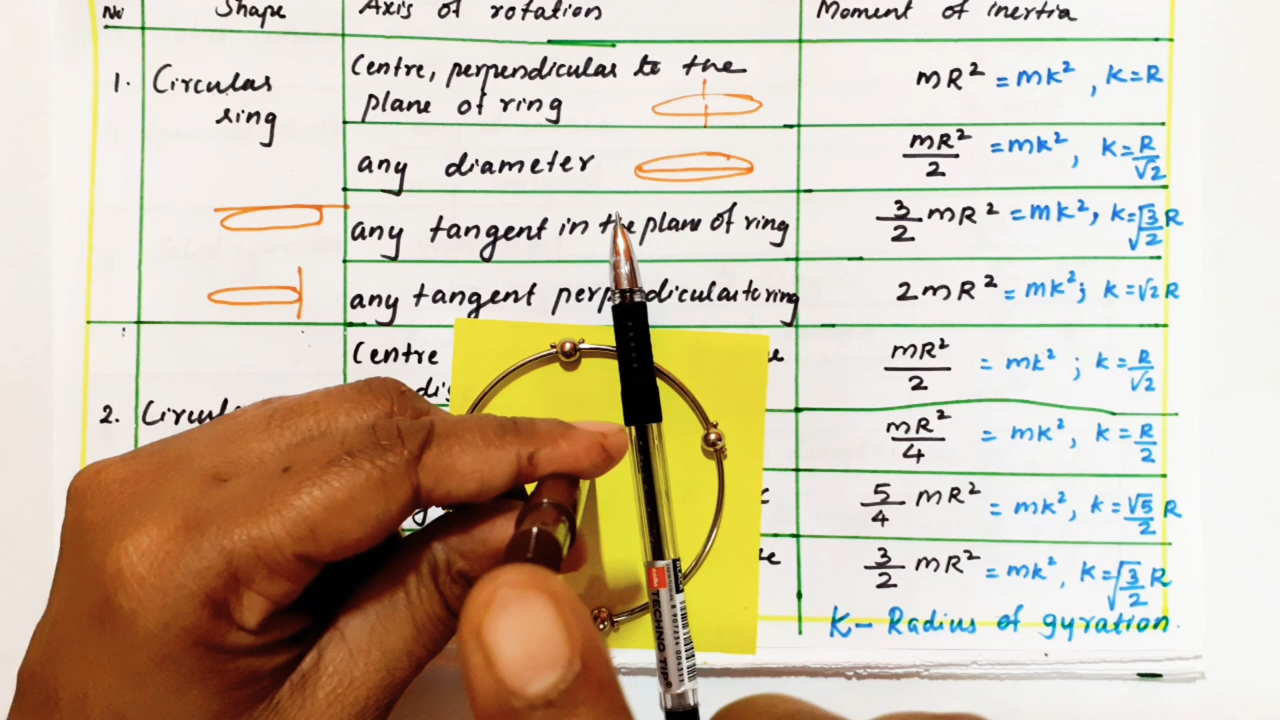 No Shape Axis of rotation Moment of inertia
1. Circular ring Centre, perpendicular to the plane of ring mR² = mk², k=R
any diameter mR²/2 = mk², k=R/√2
any tangent in the plane of ring 3/2 mR² = mk², k=√3/2 R
any tangent perpendicular to ring 2mR² = mk²; k=√2 R
2. Centre mR²/2 = mk²; k=R/√2
mR²/4 = mk², k=R/2
5/4 mR² = mk², k=√5/2 R
3/2 mR² = mk², k=√3/2 R
K- Radius of gyration.
BLACK
TECHNO TIP